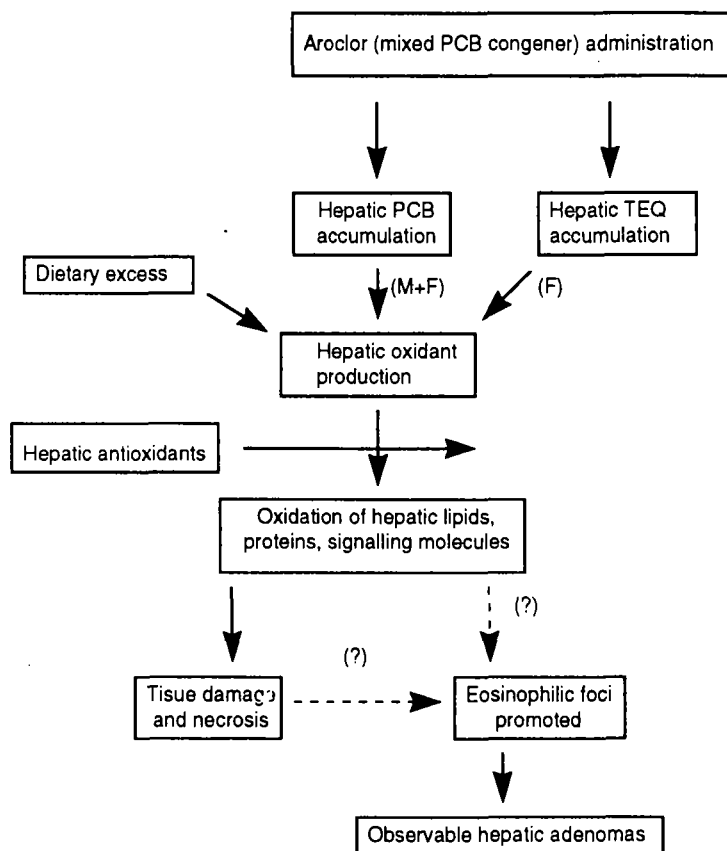 Aroclor (mixed PCB congener) administration
Hepatic PCB
accumulation
Hepatic TEQ
accumulation
Dietary excess
(M+F)
(F)
Hepatic oxidant
production
Hepatic antioxidants
Oxidation of hepatic lipids,
proteins, signalling molecules
(?)
(?)
Tissue damage
and necrosis
Eosinophilic foci
promoted
Observable hepatic adenomas